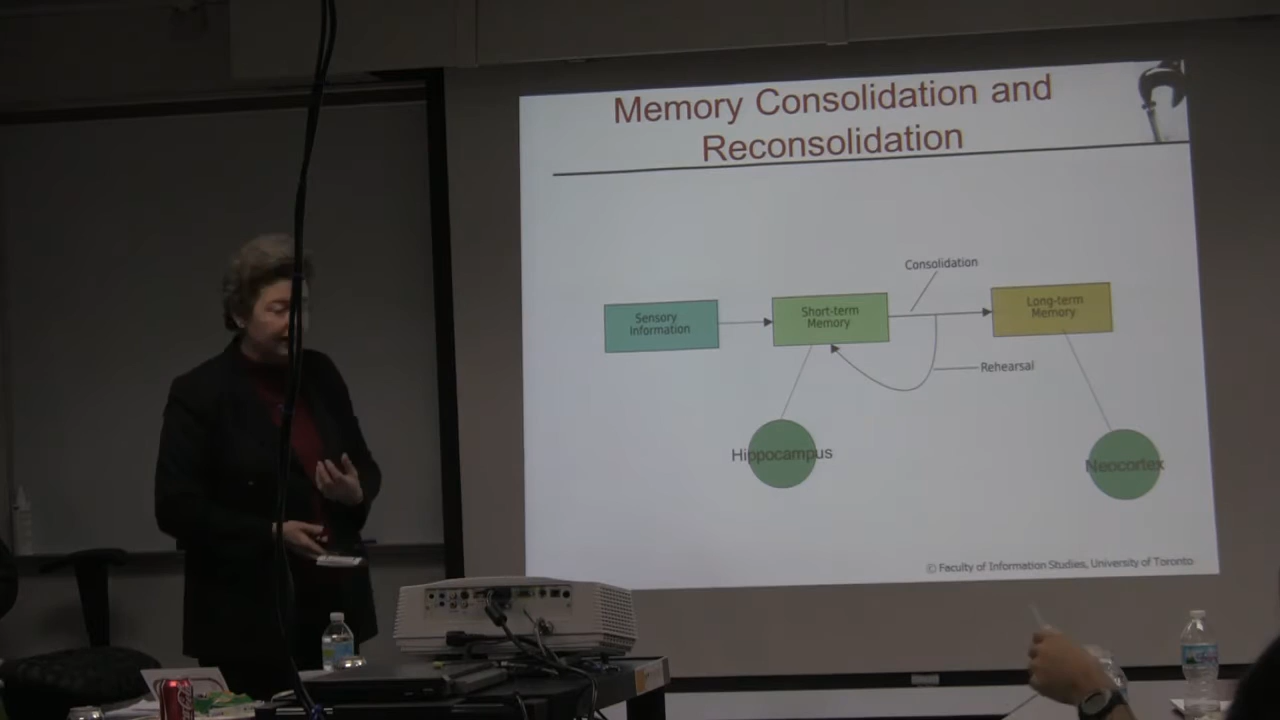 Memory Consolidation and
Reconsolidation
Consolidation
Sensory
Information
Short-term
Memory
Long-term
Memory
Rehearsal
Hippocampus
Neocortex
© Faculty of Information Studies, University of Toronto